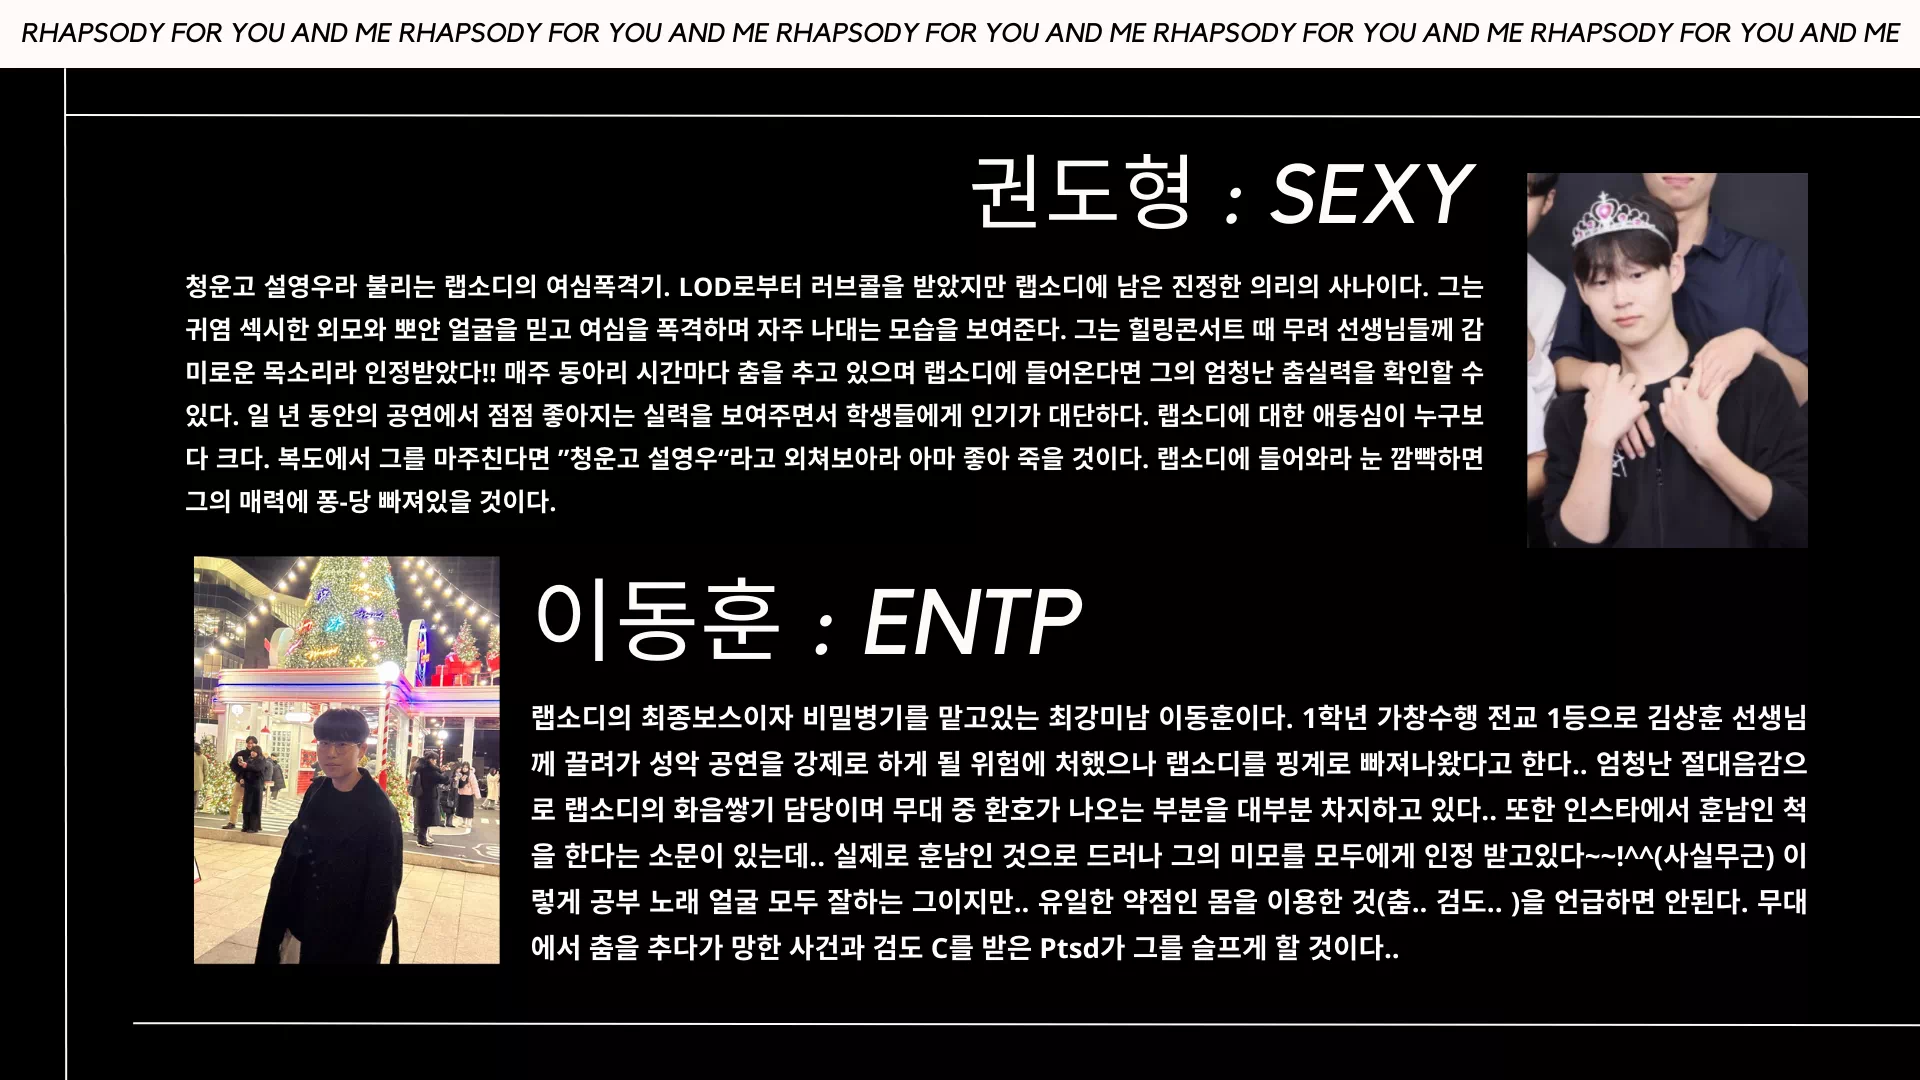 RHAPSODY FOR YOU AND ME RHAPSODY FOR YOU AND ME RHAPSODY FOR YOU AND ME RHAPSODY FOR YOU AND ME RHAPSODY FOR YOU AND ME
권도형 : SEXY
청운고 설영우라 불리는 랩소디의 여심폭격기. LOD로부터 러브콜을 받았지만 랩소디에 남은 진정한 의리의 사나이다. 그는
귀염 섹시한 외모와 뽀얀 얼굴을 믿고 여심을 폭격하며 자주 나대는 모습을 보여준다. 그는 힐링콘서트 때 무려 선생님들께 감
미로운 목소리라 인정받았다!! 매주 동아리 시간마다 춤을 추고 있으며 랩소디에 들어온다면 그의 엄청난 춤실력을 확인할 수
있다. 일 년 동안의 공연에서 점점 좋아지는 실력을 보여주면서 학생들에게 인기가 대단하다. 랩소디에 대한 애동심이 누구보
다 크다. 복도에서 그를 마주친다면 ”청운고 설영우“라고 외쳐보아라 아마 좋아 죽을 것이다. 랩소디에 들어와라 눈 깜빡하면
그의 매력에 퐁-당 빠져있을 것이다.
이동훈 : ENTP
랩소디의 최종보스이자 비밀병기를 맡고있는 최강미남 이동훈이다. 1학년 가창수행 전교 1등으로 김상훈 선생님
께 끌려가 성악 공연을 강제로 하게 될 위험에 처했으나 랩소디를 핑계로 빠져나왔다고 한다.. 엄청난 절대음감으
로 랩소디의 화음쌓기 담당이며 무대 중 환호가 나오는 부분을 대부분 차지하고 있다.. 또한 인스타에서 훈남인 척
을 한다는 소문이 있는데.. 실제로 훈남인 것으로 드러나 그의 미모를 모두에게 인정 받고있다~~!^^(사실무근) 이
렇게 공부 노래 얼굴 모두 잘하는 그이지만.. 유일한 약점인 몸을 이용한 것(춤.. 검도.. )을 언급하면 안된다. 무대
에서 춤을 추다가 망한 사건과 검도 C를 받은 Ptsd가 그를 슬프게 할 것이다..